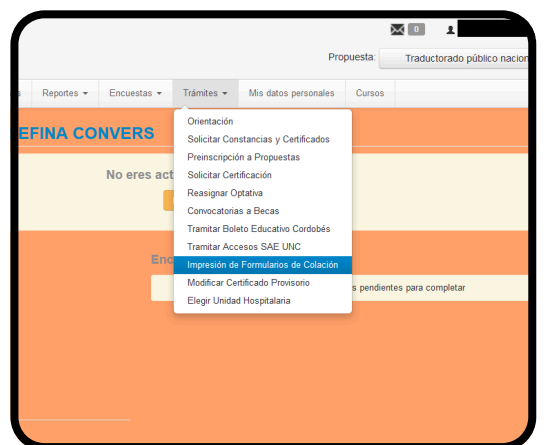 0
Propuesta: Traductorado público nacion
s Reportes Encuestas Trámites Mis datos personales Cursos
Orientación
EFINA CONVERS
Solicitar Constancias y Certificados
Preinscripción a Propuestas
No eres act
Solicitar Certificación
Reasignar Optativa
Convocatorias a Becas
Tramitar Boleto Educativo Cordobés
Tramitar Accesos SAE UNC
Enc
Impresión de Formularios de Colación
Modificar Certificado Provisorio
s pendientes para completar
Elegir Unidad Hospitalaria